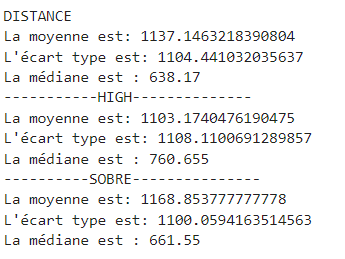 DISTANCE
La moyenne est: 1137.1463218390804
L'écart type est: 1104.441032035637
La médiane est : 638.17
-----------HIGH--------------
La moyenne est: 1103.1740476190475
L'écart type est: 1108.1100691289857
La médiane est : 760.655
----------SOBRE---------------
La moyenne est: 1168.853777777778
L'écart type est: 1100.0594163514563
La médiane est : 661.55